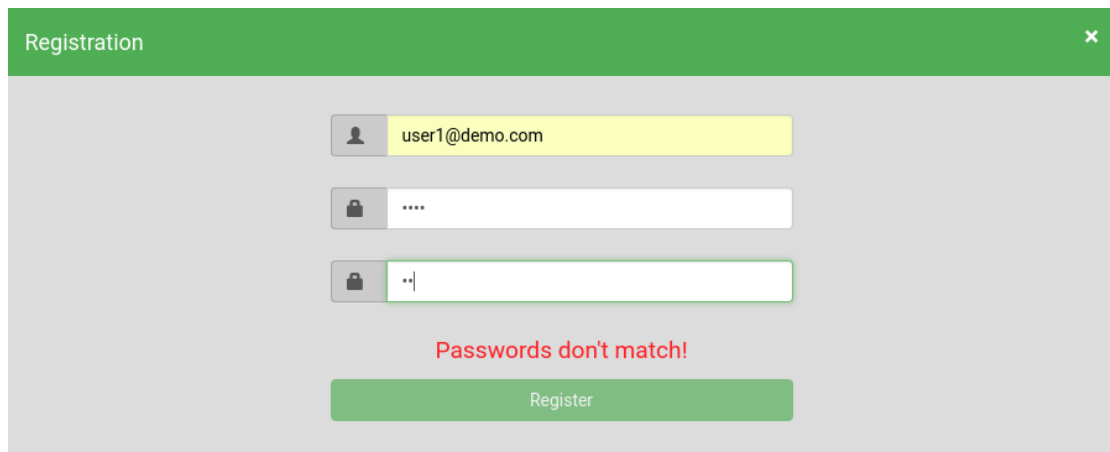 Registration
user1@demo.com
••••
••
Passwords don't match!
Register